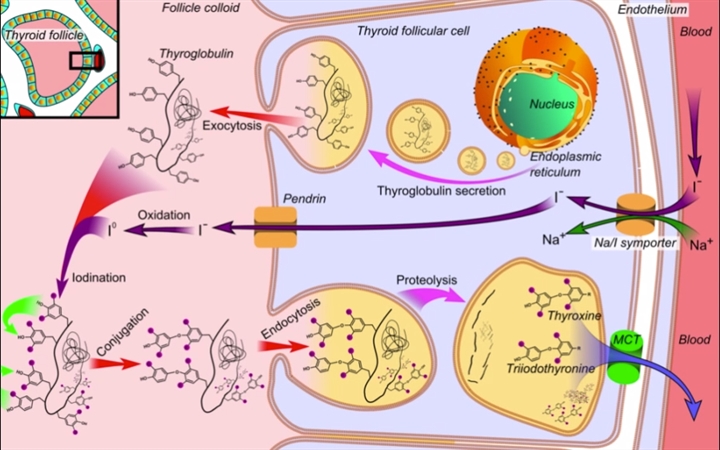 Follicle colloid
Endothelium
Thyroid follicle
Thyroid follicular cell
Blood
Thyroglobulin
Nucleus
Exocytosis
Endoplasmic
reticulum
Thyroglobulin secretion
I⁻
Pendrin
I⁻
Oxidation
I⁰
I⁻
Na⁺
Na/I symporter
Na⁺
Iodination
Proteolysis
Conjugation
Endocytosis
Thyroxine
MCT
Blood
Triiodothyronine